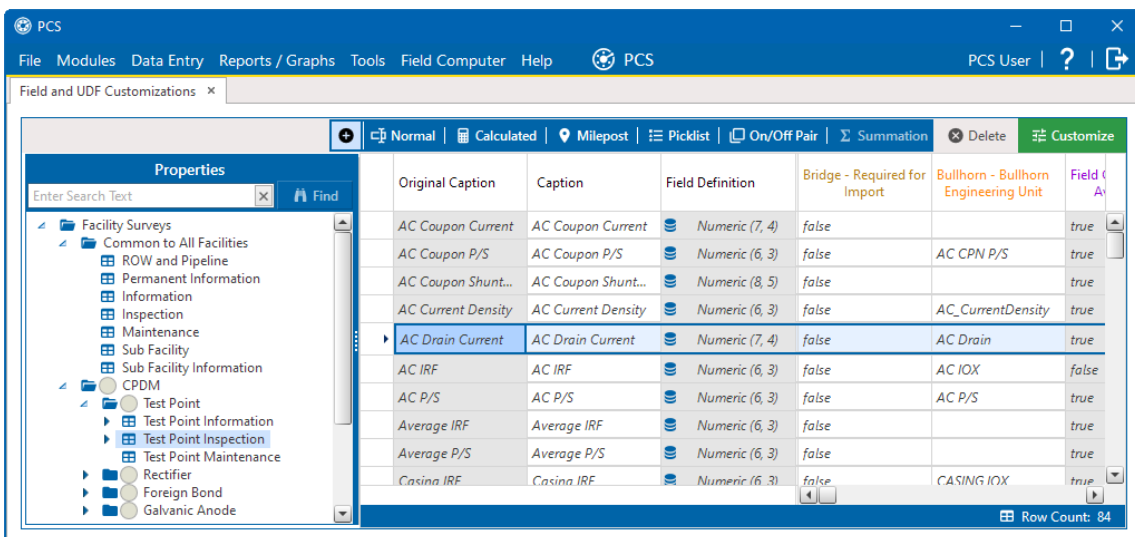 PCS
File Modules Data Entry Reports / Graphs Tools Field Computer Help PCS PCS User | ? |
Field and UDF Customizations ×
Normal | Calculated | Milepost | Picklist | On/Off Pair | Σ Summation Delete Customize
Properties
Enter Search Text Find
Facility Surveys
Common to All Facilities
ROW and Pipeline
Permanent Information
Information
Inspection
Maintenance
Sub Facility
Sub Facility Information
CPDM
Test Point
Test Point Information
Test Point Inspection
Test Point Maintenance
Rectifier
Foreign Bond
Galvanic Anode
Original Caption Caption Field Definition Bridge - Required for Import Bullhorn - Bullhorn Engineering Unit Field
AC Coupon Current AC Coupon Current Numeric (7, 4) false true
AC Coupon P/S AC Coupon P/S Numeric (6, 3) false AC CPN P/S true
AC Coupon Shunt... AC Coupon Shunt... Numeric (8, 5) false true
AC Current Density AC Current Density Numeric (6, 3) false AC_CurrentDensity true
AC Drain Current AC Drain Current Numeric (7, 4) false AC Drain true
AC IRF AC IRF Numeric (6, 3) false AC IOX false
AC P/S AC P/S Numeric (6, 3) false AC P/S true
Average IRF Average IRF Numeric (6, 3) false true
Average P/S Average P/S Numeric (6, 3) false true
Casing IRF Casing IRF Numeric (6, 3) false CASING IOX true
Row Count: 84